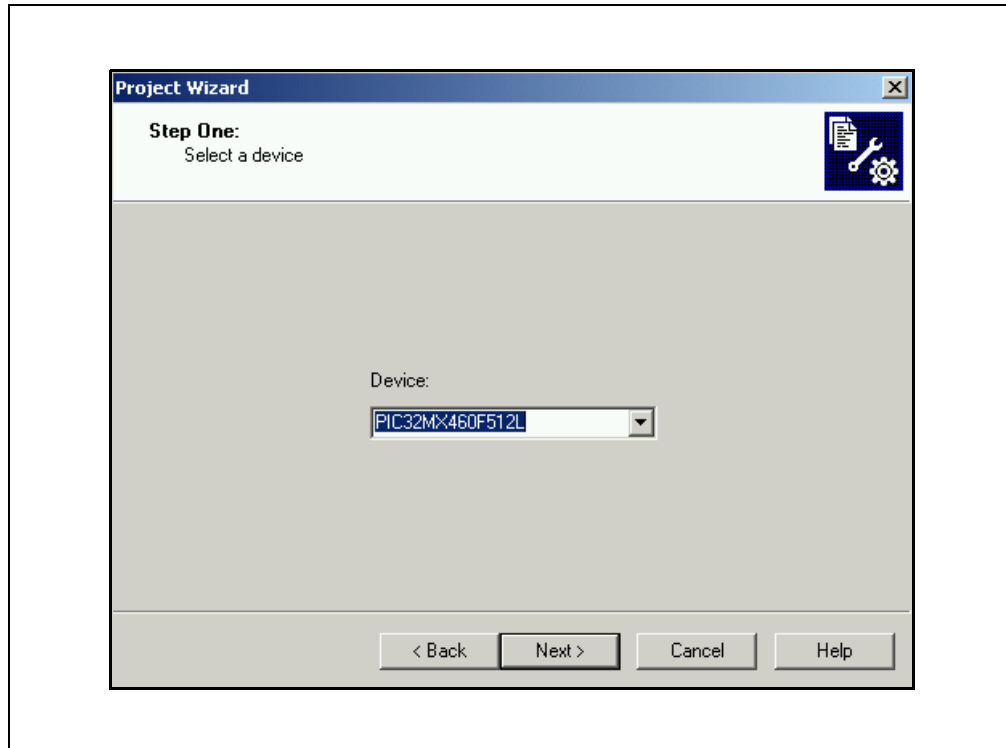 Project Wizard
Step One:
Select a device
Device:
PIC32MX460F512L
< Back Next > Cancel Help